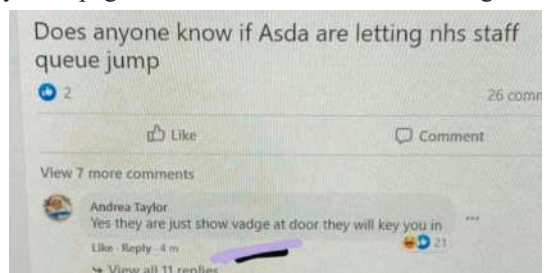 Does anyone know if Asda are letting nhs staff
queue jump
2
26 comm
Like
Comment
View 7 more comments
Andrea Taylor
Yes they are just show vadge at door they will key you in
Like Reply 4 m
21
View all 11 replies